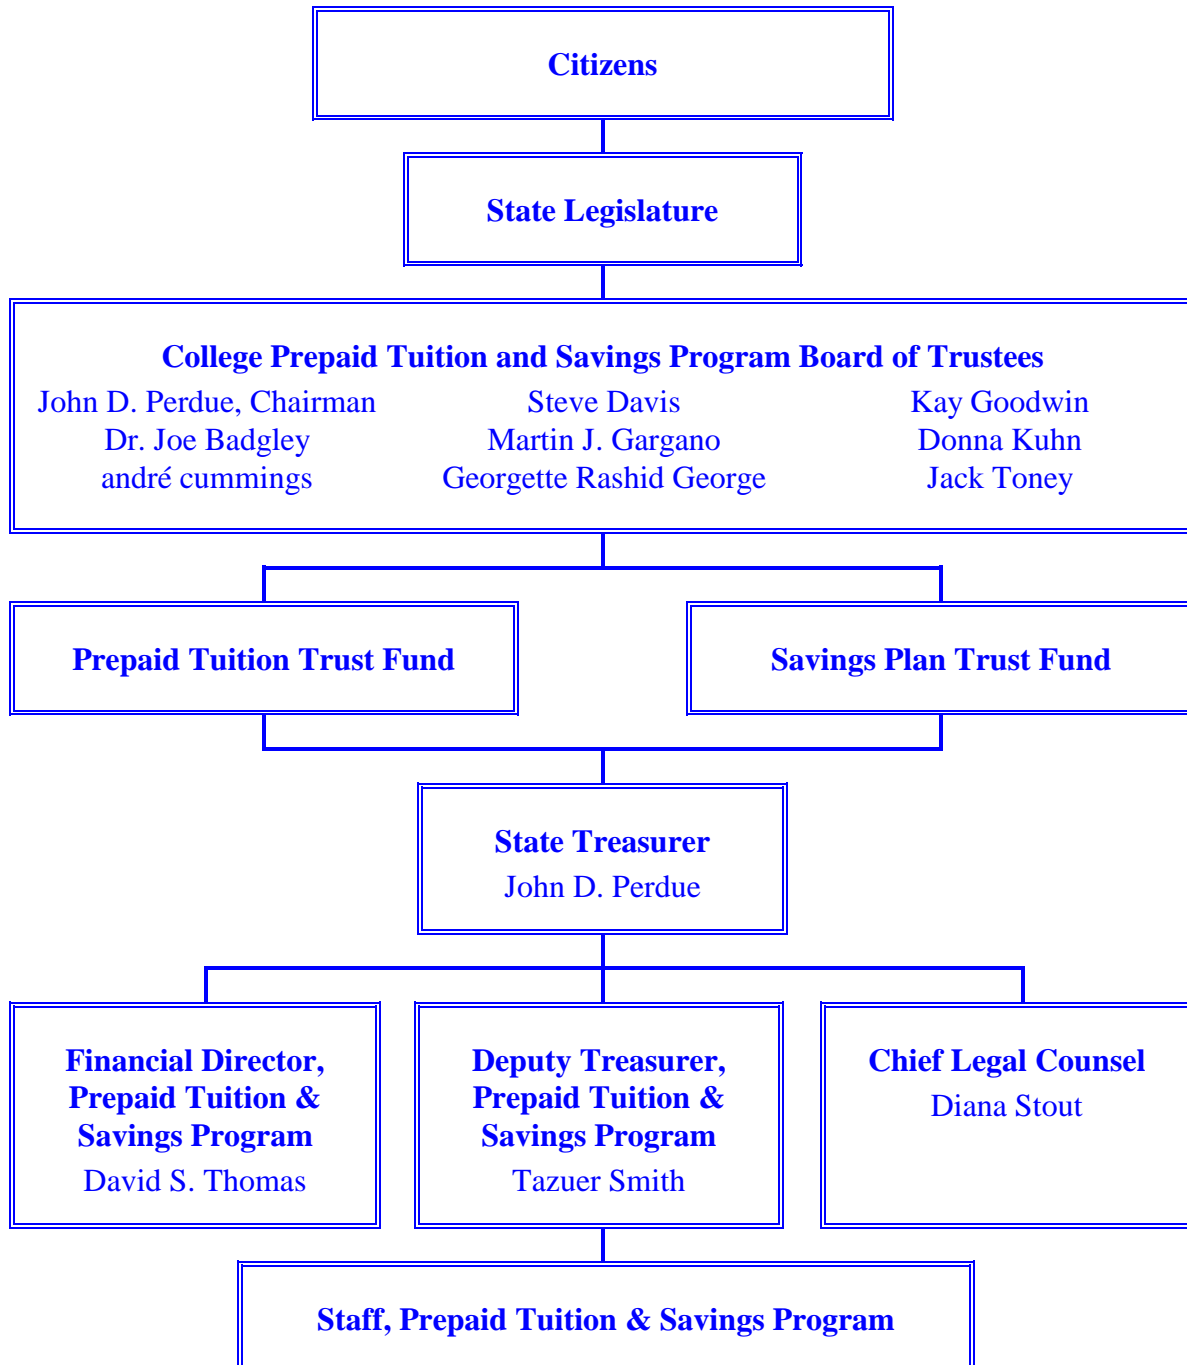 Citizens
State Legislature
College Prepaid Tuition and Savings Program Board of Trustees
John D. Perdue, Chairman
Dr. Joe Badgley
andré cummings
Steve Davis
Martin J. Gargano
Georgette Rashid George
Kay Goodwin
Donna Kuhn
Jack Toney
Prepaid Tuition Trust Fund
Savings Plan Trust Fund
State Treasurer
John D. Perdue
Financial Director,
Prepaid Tuition &
Savings Program
David S. Thomas
Deputy Treasurer,
Prepaid Tuition &
Savings Program
Tazuer Smith
Chief Legal Counsel
Diana Stout
Staff, Prepaid Tuition & Savings Program